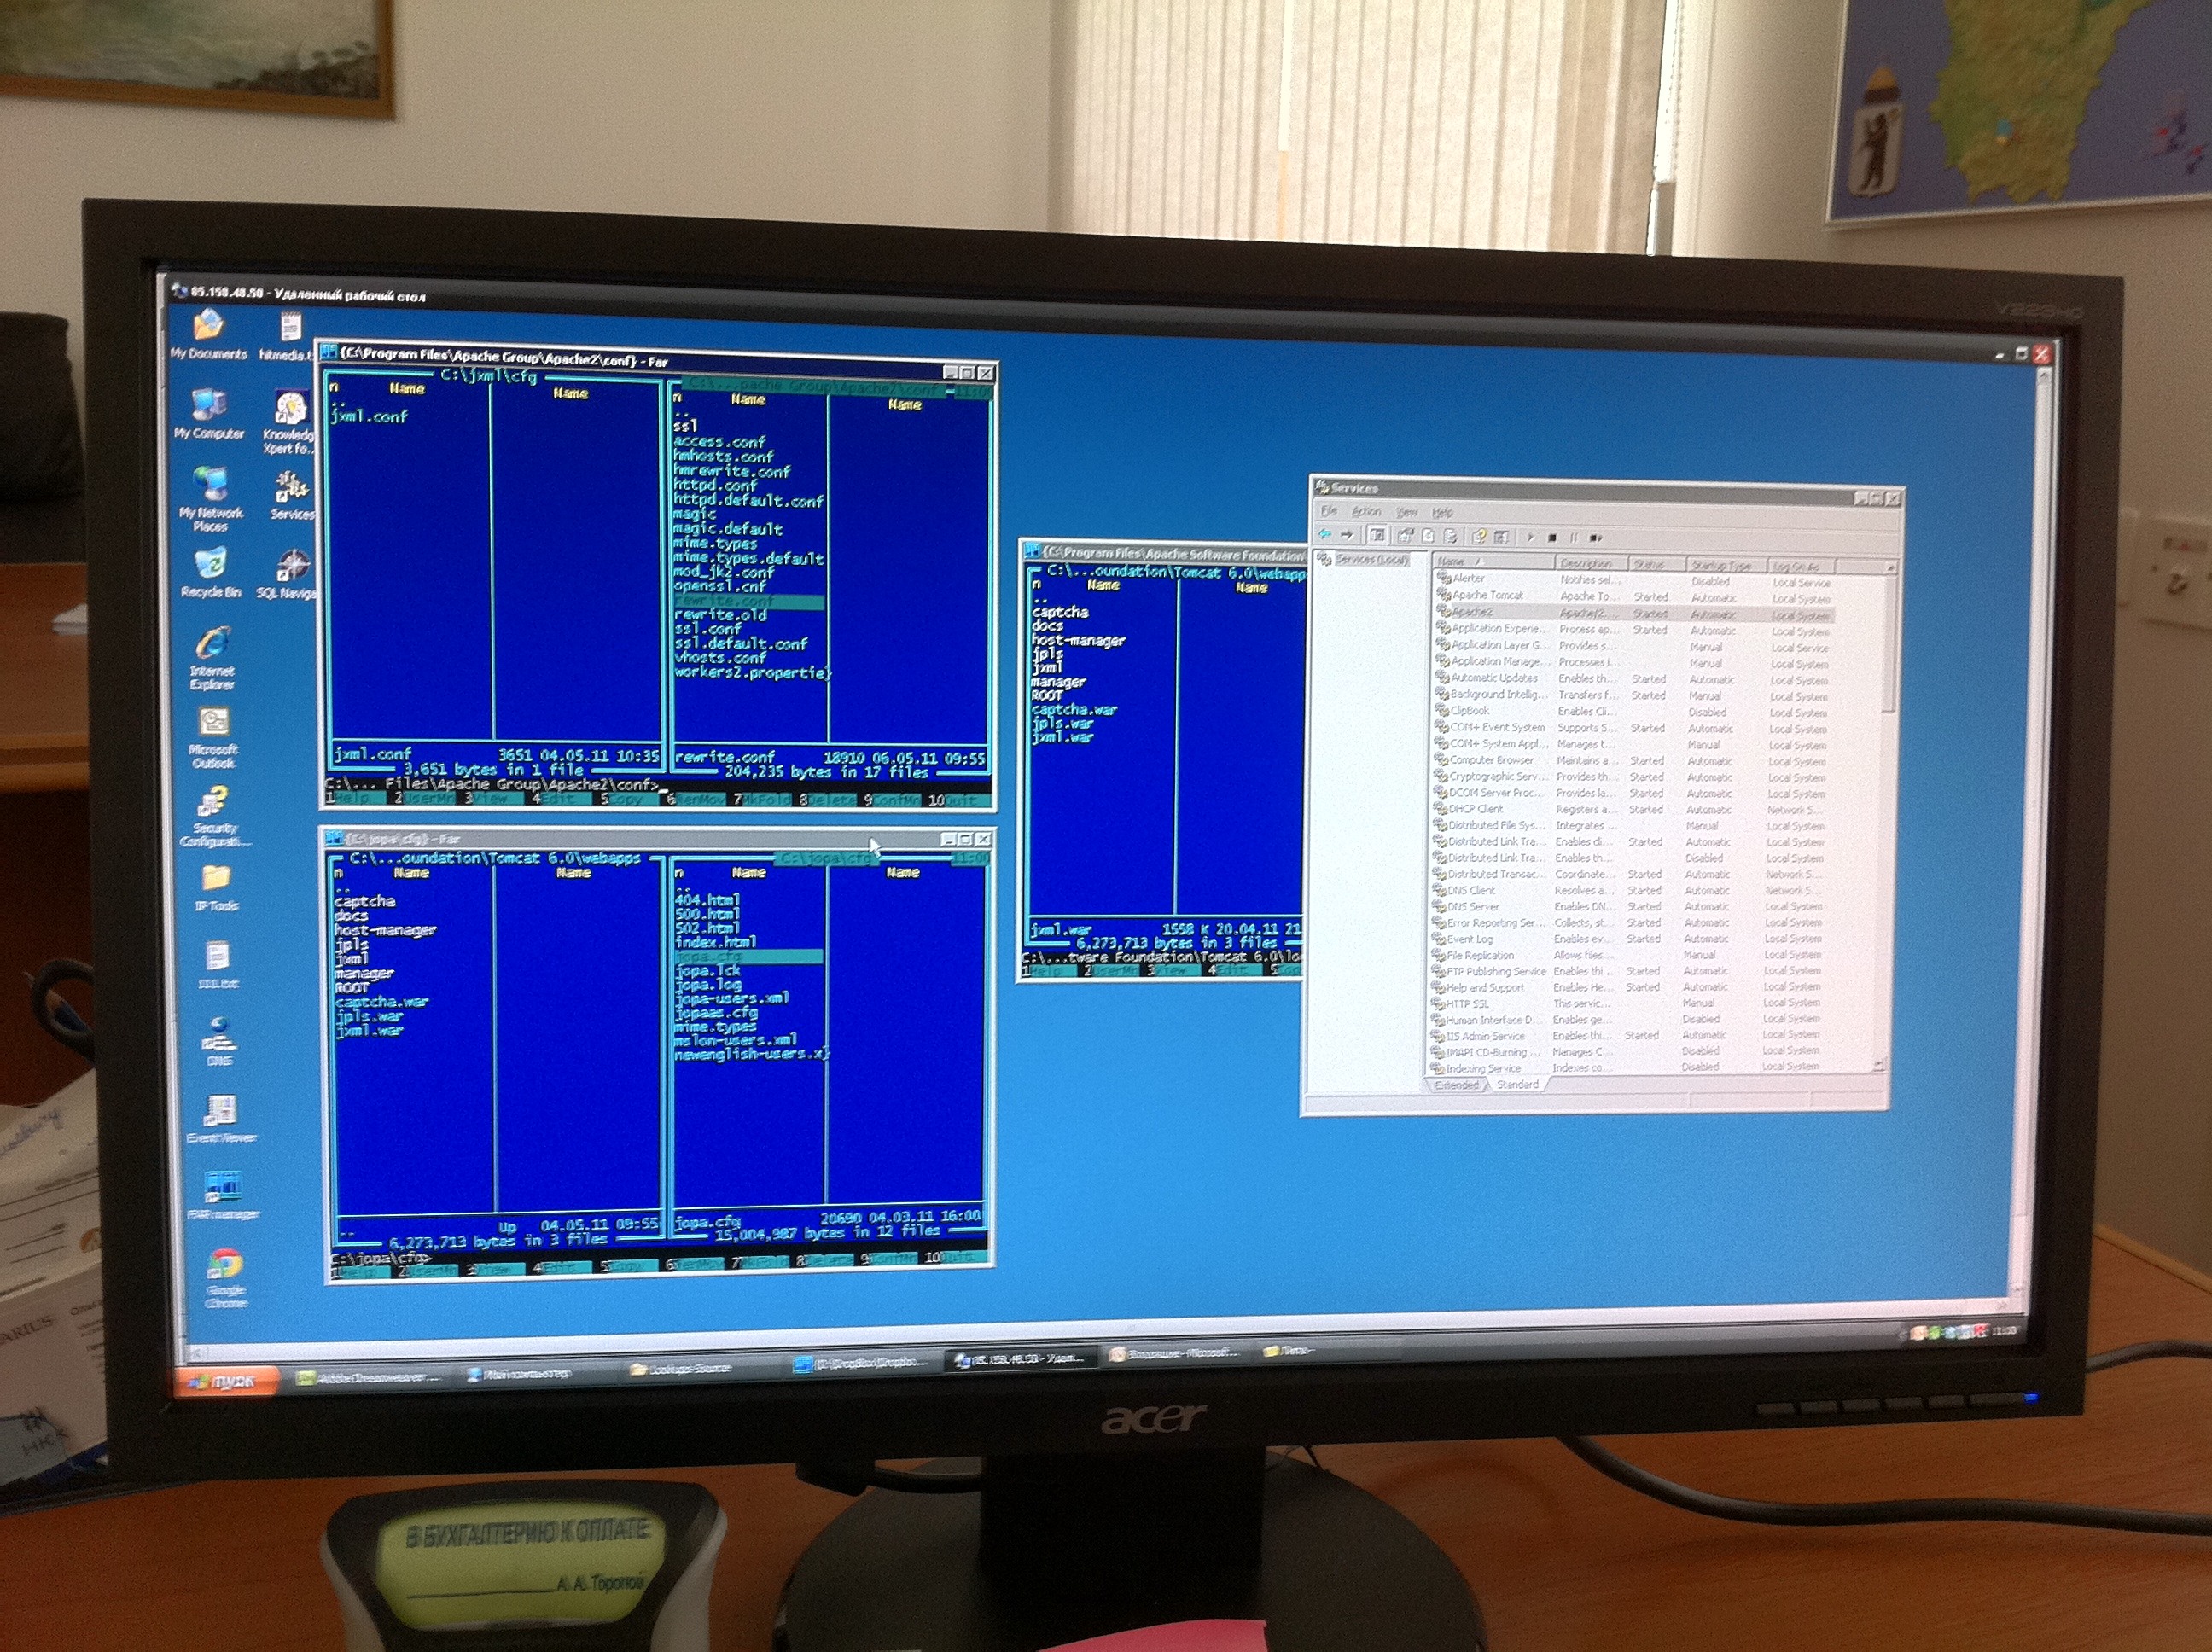 85.158.48.50 - Удаленный рабочий стол
My Documents
My Computer
Knowledg
Xpert fo...
My Network
Places
Services
Recycle Bin
SQL Naviga
Internet
Explorer
Microsoft
Outlook
Security
Configurati...
IP Tools
DNS
Event Viewer
FAR manager
Google
Chrome
{C:\Program Files\Apache Group\Apache2\conf} - Far
C:\jxml\cfg
n Name Name
..
jxml.conf
jxml.conf 3651 04.05.11 10:35
3,651 bytes in 1 file
C:\...pache Group\Apache2\conf 11:00
n Name Name
..
ssl
access.conf
hmhosts.conf
hmrewrite.conf
httpd.conf
httpd.default.conf
magic
magic.default
mime.types
mime.types.default
mod_jk2.conf
openssl.cnf
rewrite.conf
rewrite.old
ssl.conf
ssl.default.conf
vhosts.conf
workers2.propertie}
rewrite.conf 18910 06.05.11 09:55
204,235 bytes in 17 files
C:\... Files\Apache Group\Apache2\conf>
1Help 2UserMn 3View 4Edit 5Copy 6RenMov 7MkFold 8Delete 9ConfMn 10Quit
{C:\jopa\cfg} - Far
C:\...oundation\Tomcat 6.0\webapps
n Name Name
..
captcha
docs
host-manager
jpls
jxml
manager
ROOT
captcha.war
jpls.war
jxml.war
.. Up 04.05.11 09:55
6,273,713 bytes in 3 files
C:\jopa\cfg 11:00
n Name Name
..
404.html
500.html
502.html
index.html
jopa.cfg
jopa.lck
jopa.log
jopa-users.xml
jopaas.cfg
mime.types
mslon-users.xml
newenglish-users.x}
jopa.cfg 20690 04.03.11 16:00
15,004,987 bytes in 12 files
C:\jopa\cfg>
1Help 2UserMn 3View 4Edit 5Copy 6RenMov 7MkFold 8Delete 9ConfMn 10Quit
{C:\Program Files\Apache Software Foundation
C:\...oundation\Tomcat 6.0\webapps
n Name Name
..
captcha
docs
host-manager
jpls
jxml
manager
ROOT
captcha.war
jpls.war
jxml.war
jxml.war 1558 K 20.04.11 21
6,273,713 bytes in 3 files
C:\...tware Foundation\Tomcat 6.0\lo
1Help 2UserMn 3View 4Edit
Services
File Action View Help
Services (Local)
Name Description Status Startup Type Log On As
Alerter Notifies sel... Disabled Local Service
Apache Tomcat Apache To... Started Automatic Local System
Apache2 Apache/2.... Started Automatic Local System
Application Experie... Process ap... Started Automatic Local System
Application Layer G... Provides s... Manual Local Service
Application Manage... Processes i... Manual Local System
Automatic Updates Enables th... Started Automatic Local System
Background Intellig... Transfers f... Started Manual Local System
ClipBook Enables Cli... Disabled Local System
COM+ Event System Supports S... Started Automatic Local System
COM+ System Appl... Manages t... Manual Local System
Computer Browser Maintains a... Started Automatic Local System
Cryptographic Serv... Provides th... Started Automatic Local System
DCOM Server Proc... Provides la... Started Automatic Local System
DHCP Client Registers a... Started Automatic Network S...
Distributed File Sys... Integrates ... Manual Local System
Distributed Link Tra... Enables cli... Started Automatic Local System
Distributed Link Tra... Enables th... Disabled Local System
Distributed Transac... Coordinate... Started Automatic Network S...
DNS Client Resolves a... Started Automatic Network S...
DNS Server Enables DN... Started Automatic Local System
Error Reporting Ser... Collects, st... Started Automatic Local System
Event Log Enables ev... Started Automatic Local System
File Replication Allows files... Manual Local System
FTP Publishing Service Enables thi... Started Automatic Local System
Help and Support Enables He... Started Automatic Local System
HTTP SSL This servic... Manual Local System
Human Interface D... Enables ge... Disabled Local System
IIS Admin Service Enables thi... Started Automatic Local System
IMAPI CD-Burning ... Manages C... Disabled Local System
Indexing Service Indexes co... Disabled Local System
Extended Standard
пуск
Adobe Dreamweaver ...
Мой компьютер
85.158.48.50 - Удал...
Входящие - Microsoft...
acer
В БУХГАЛТЕРИЮ К ОПЛАТЕ
А. А. Торопов